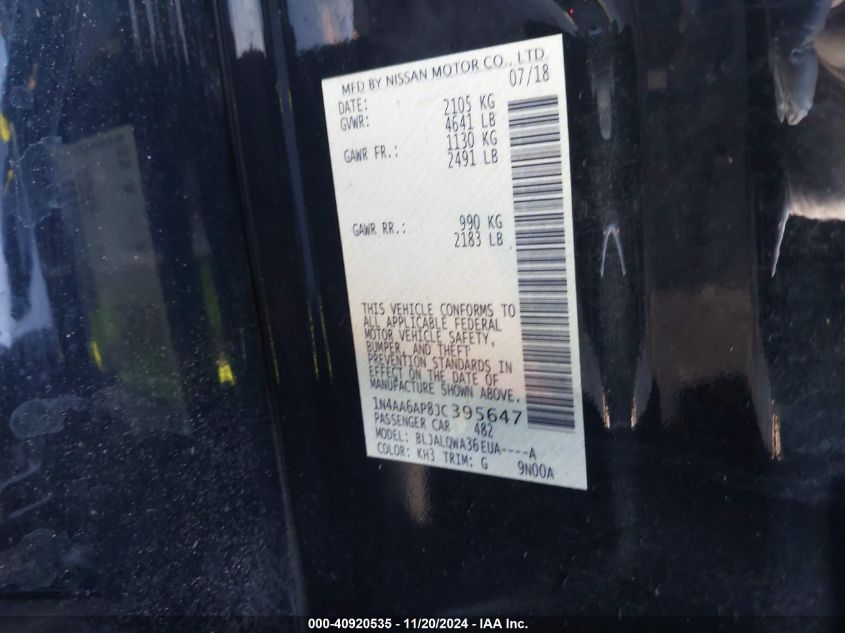 MFD BY NISSAN MOTOR CO., LTD.
DATE: 07/18
GVWR: 2105 KG
4641 LB
GAWR FR.: 1130 KG
2491 LB
GAWR RR.: 990 KG
2183 LB
THIS VEHICLE CONFORMS TO
ALL APPLICABLE FEDERAL
MOTOR VEHICLE SAFETY,
BUMPER, AND THEFT
PREVENTION STANDARDS IN
EFFECT ON THE DATE OF
MANUFACTURE SHOWN ABOVE.
1N4AA6AP8JC395647
PASSENGER CAR 482
MODEL: BLJALQWA36EUA----A
COLOR: KH3 TRIM: G 9N00A
000-40920535 - 11/20/2024 - IAA Inc.